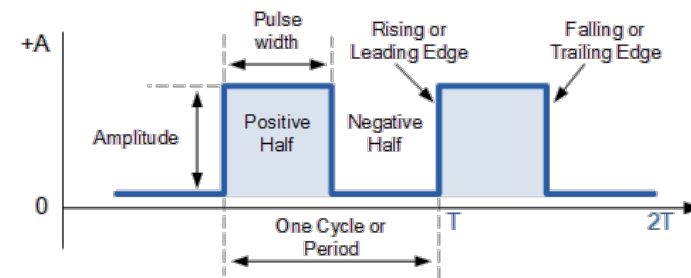 +A
Pulse
width
Rising or
Leading Edge
Falling or
Trailing Edge
Amplitude
Positive
Half
Negative
Half
0
T
2T
One Cycle or
Period